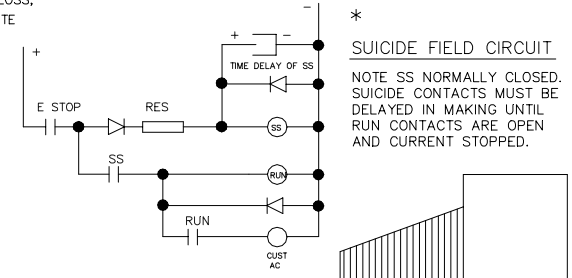 LOSS,
TE
*
SUICIDE FIELD CIRCUIT
NOTE SS NORMALLY CLOSED.
SUICIDE CONTACTS MUST BE
DELAYED IN MAKING UNTIL
RUN CONTACTS ARE OPEN
AND CURRENT STOPPED.
+
-
+ -
TIME DELAY OF SS
E STOP
RES
SS
SS
RUN
RUN
CUST
AC